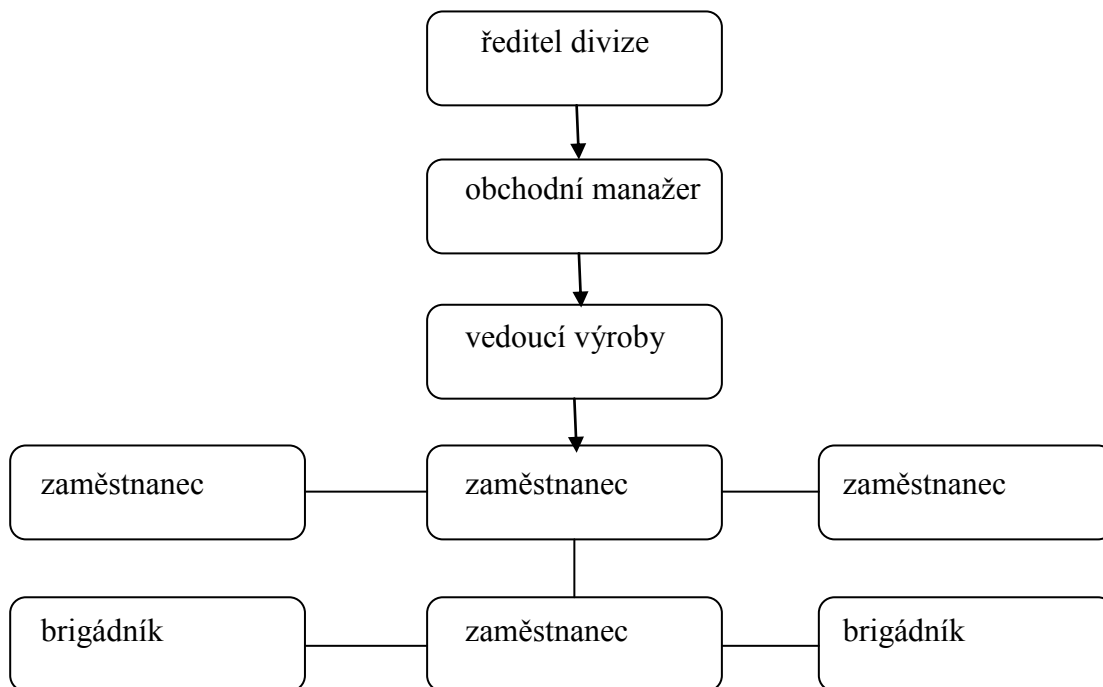 ředitel divize
obchodní manažer
vedoucí výroby
zaměstnanec
zaměstnanec
zaměstnanec
brigádník
zaměstnanec
brigádník